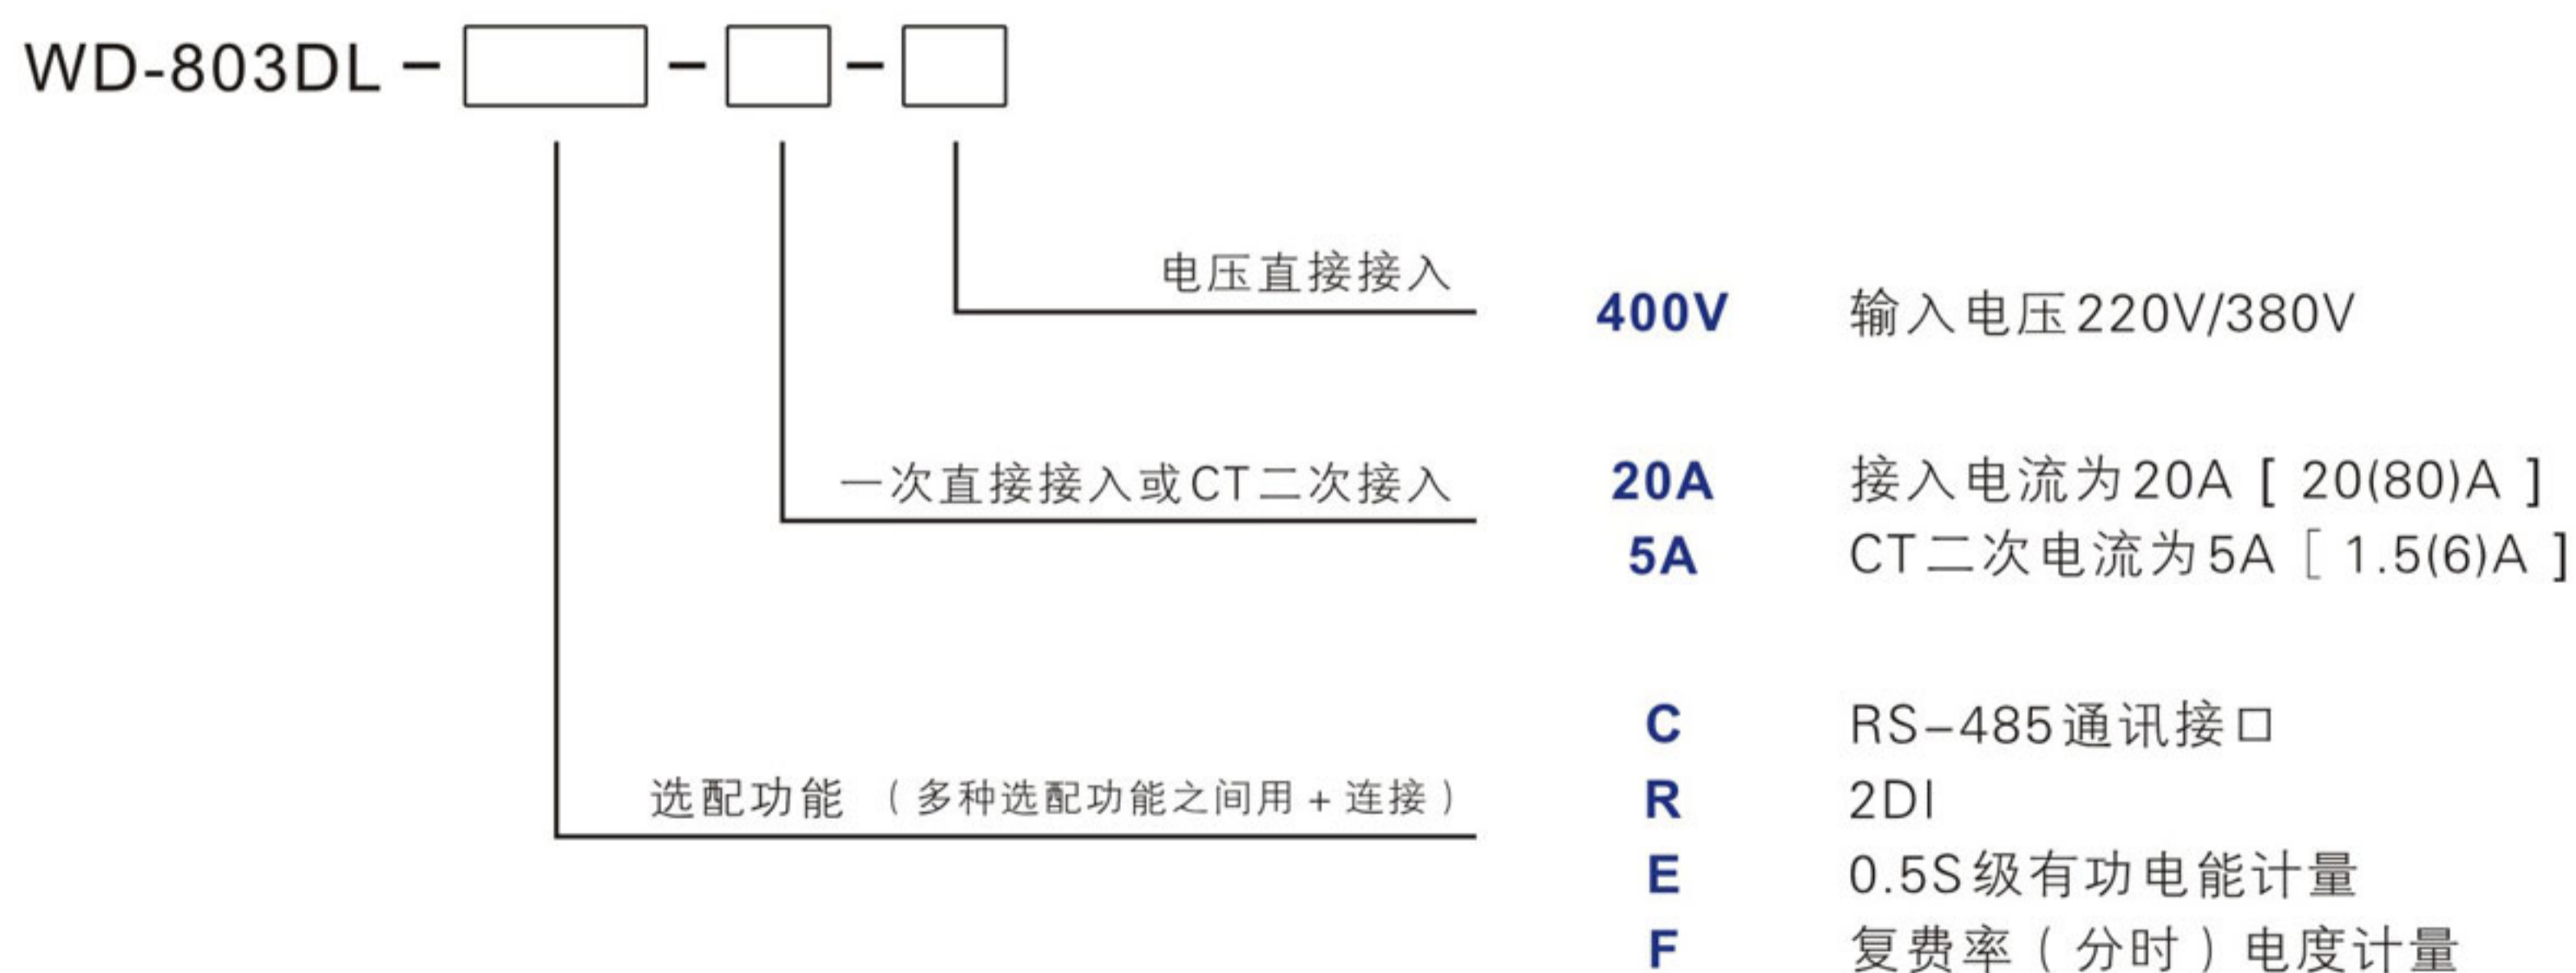 WD-803DL – □ – □ – □
电压直接接入
400V 输入电压220V/380V
一次直接接入或CT二次接入
20A 接入电流为20A [ 20(80)A ]
5A CT二次电流为5A [ 1.5(6)A ]
选配功能 （多种选配功能之间用 + 连接）
C RS-485通讯接口
R 2DI
E 0.5S级有功电能计量
F 复费率（分时）电度计量